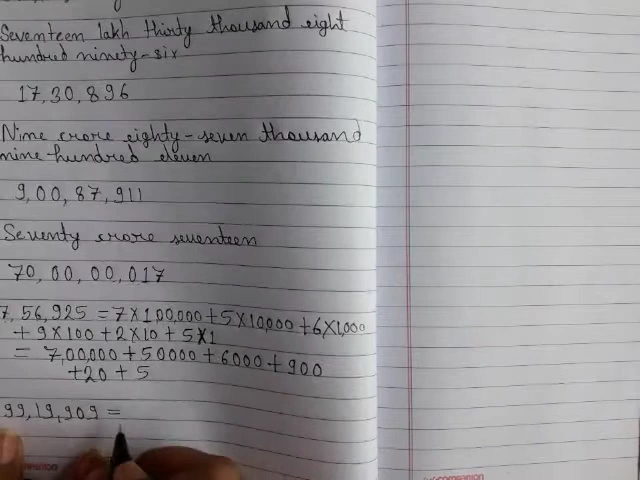 Seventeen lakh thirty thousand eight
hundred ninety-six
17,30,896
Nine crore eighty-seven thousand
nine hundred eleven
9,00,87,911
Seventy crore seventeen
70,00,00,017
7,56,925 = 7×100,000+5×10,000+6×1,000
+ 9×100 + 2×10 + 5×1
= 7,00,000 + 50000 + 6000 + 900
+20 + 5
99,19,909 =